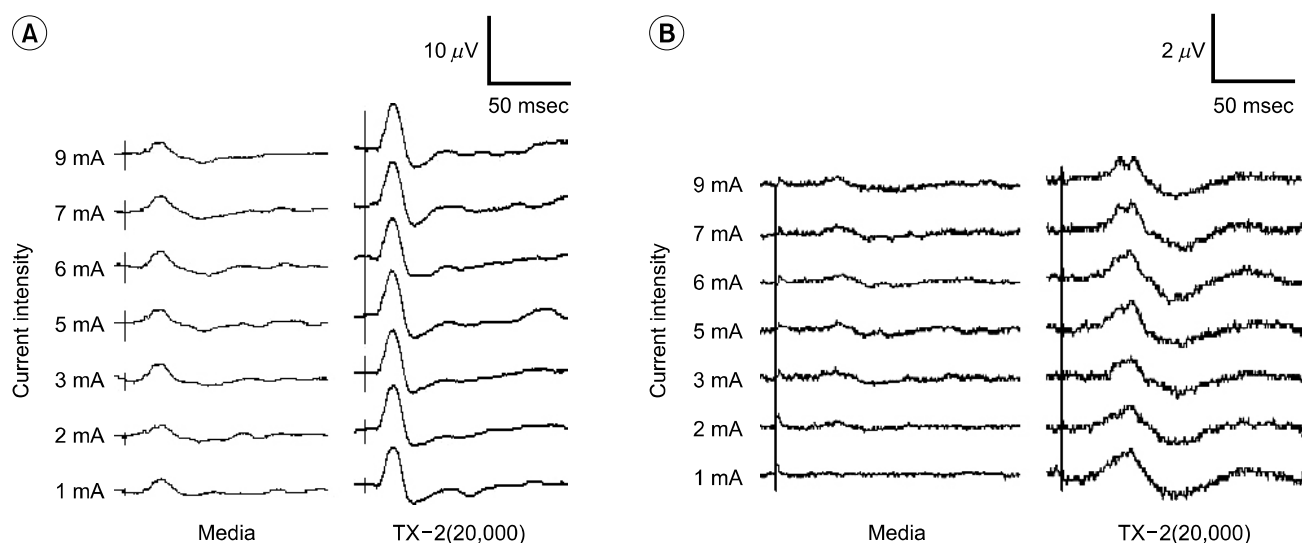 A
10 μV
50 msec
Current intensity
9 mA
7 mA
6 mA
5 mA
3 mA
2 mA
1 mA
Media
TX−2(20,000)
B
2 μV
50 msec
Current intensity
9 mA
7 mA
6 mA
5 mA
3 mA
2 mA
1 mA
Media
TX−2(20,000)